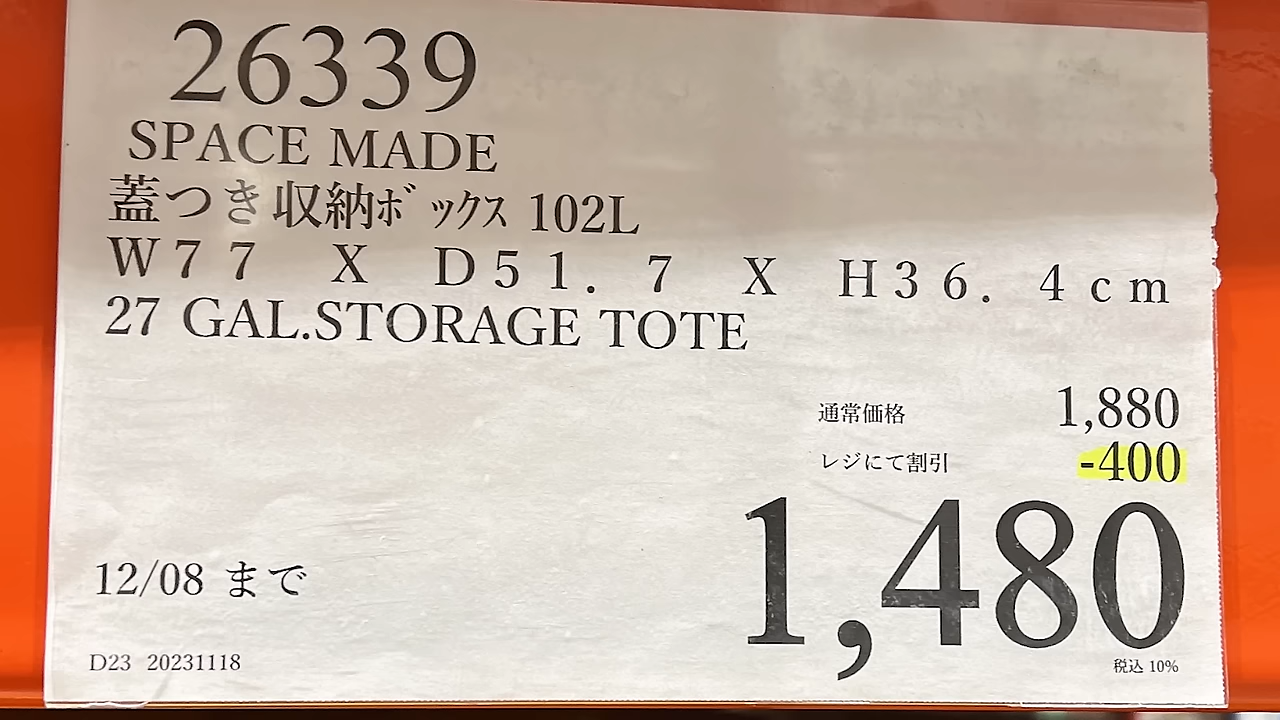 26339
SPACE MADE
蓋つき収納ﾎﾞｯｸｽ 102L
W77　X　D51．7　X　H36．4cm
27 GAL.STORAGE TOTE
通常価格 1,880
レジにて割引 -400
1,480
12/08 まで
D23 20231118
税込 10%